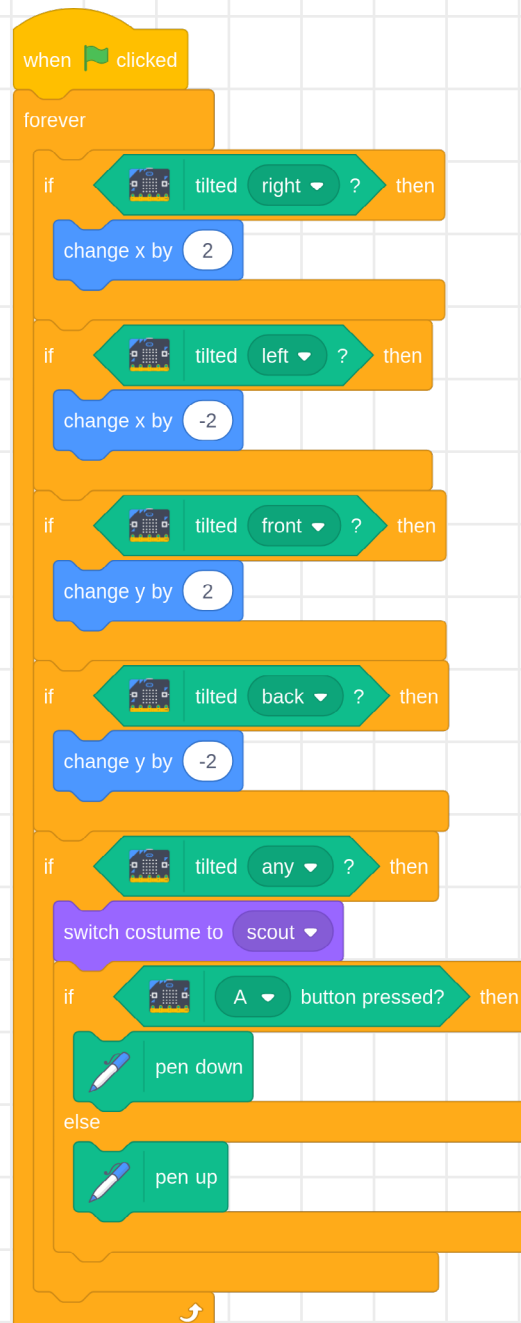 when clicked
forever
if tilted right ? then
change x by 2
if tilted left ? then
change x by -2
if tilted front ? then
change y by 2
if tilted back ? then
change y by -2
if tilted any ? then
switch costume to scout
if A button pressed? then
pen down
else
pen up